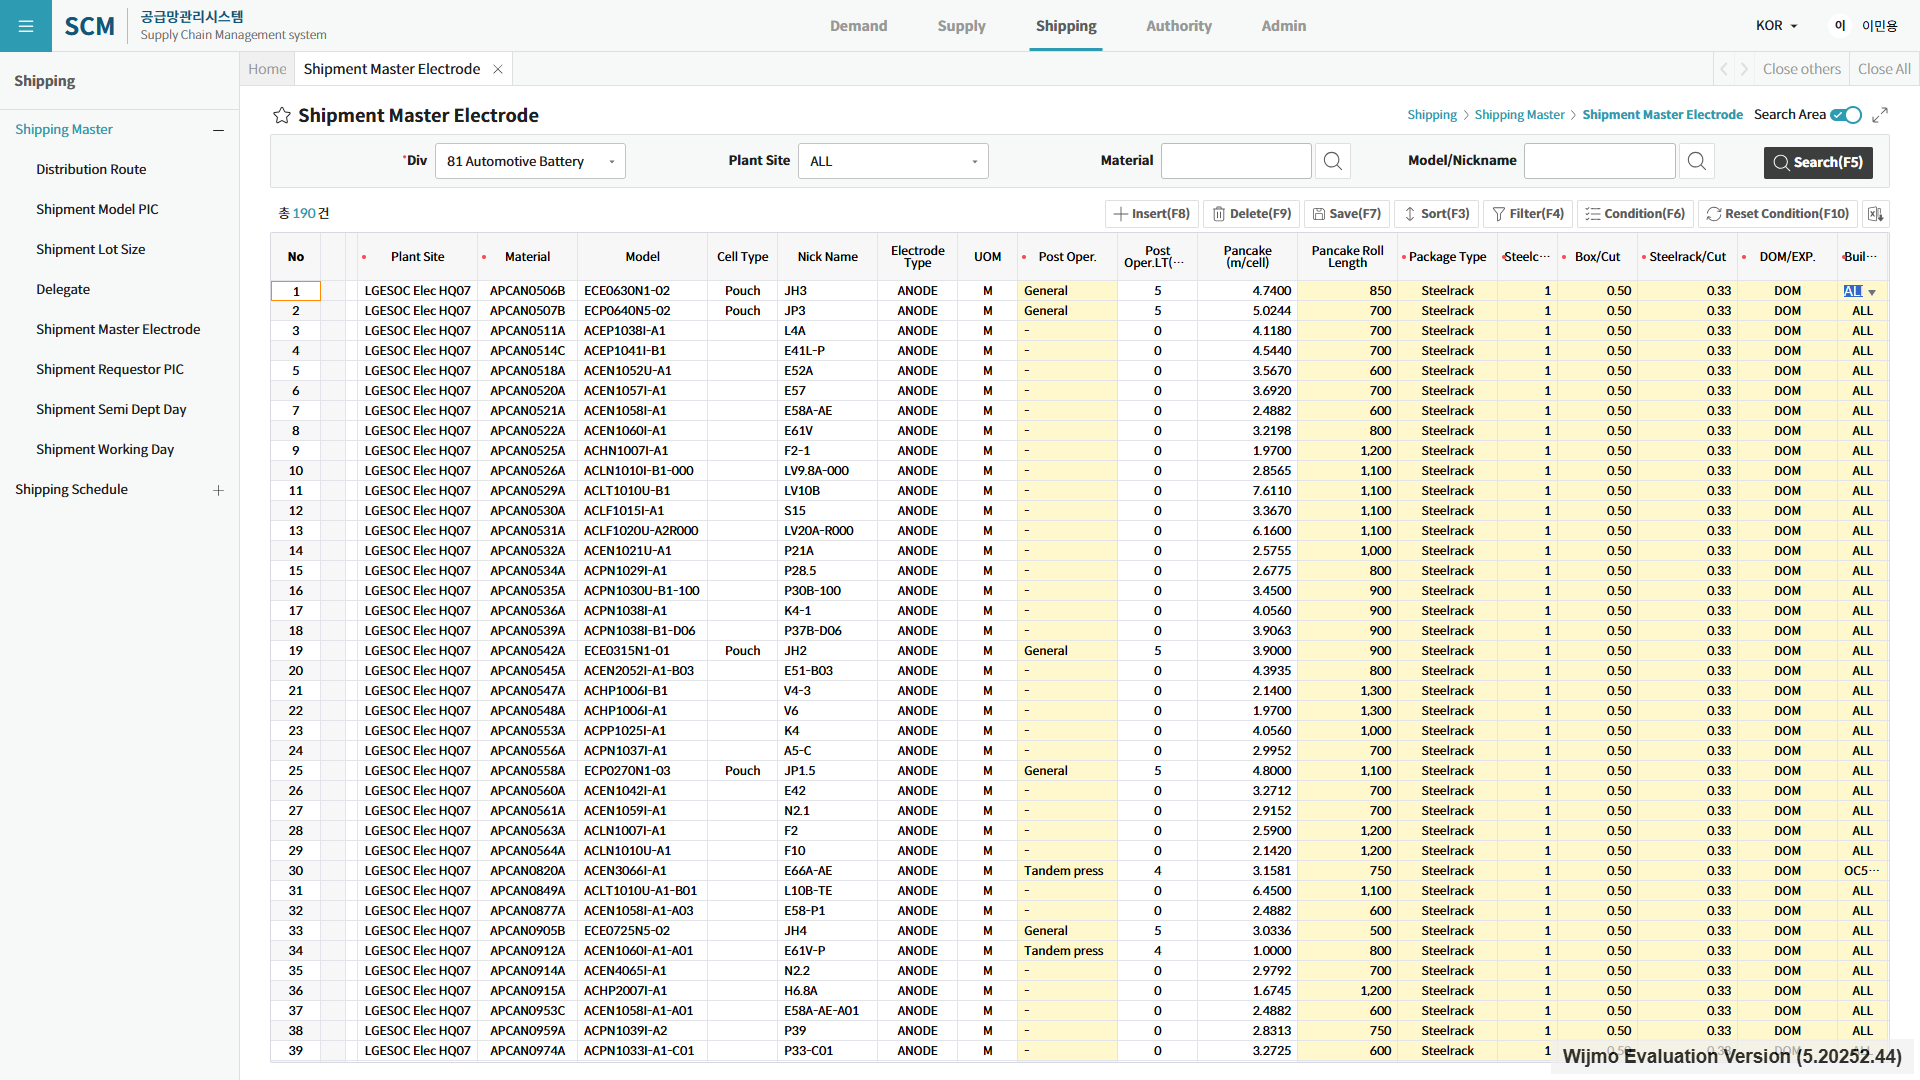 SCM 공급망관리시스템
Supply Chain Management system
Demand Supply Shipping Authority Admin
KOR 이 이민용
Shipping
Home Shipment Master Electrode
Close others Close All
Shipping Master
Distribution Route
Shipment Model PIC
Shipment Lot Size
Delegate
Shipment Master Electrode
Shipment Requestor PIC
Shipment Semi Dept Day
Shipment Working Day
Shipping Schedule
Shipment Master Electrode
Shipping > Shipping Master > Shipment Master Electrode Search Area
*Div 81 Automotive Battery Plant Site ALL Material Model/Nickname Search(F5)
총 190 건
Insert(F8) Delete(F9) Save(F7) Sort(F3) Filter(F4) Condition(F6) Reset Condition(F10)
No Plant Site Material Model Cell Type Nick Name Electrode Type UOM Post Oper. Post Oper.LT(··· Pancake (m/cell) Pancake Roll Length Package Type Steelc··· Box/Cut Steelrack/Cut DOM/EXP. Buil···
1 LGESOC Elec HQ07 APCAN0506B ECE0630N1-02 Pouch JH3 ANODE M General 5 4.7400 850 Steelrack 1 0.50 0.33 DOM ALL
2 LGESOC Elec HQ07 APCAN0507B ECP0640N5-02 Pouch JP3 ANODE M General 5 5.0244 700 Steelrack 1 0.50 0.33 DOM ALL
3 LGESOC Elec HQ07 APCAN0511A ACEP1038I-A1 L4A ANODE M - 0 4.1180 700 Steelrack 1 0.50 0.33 DOM ALL
4 LGESOC Elec HQ07 APCAN0514C ACEP1041I-B1 E41L-P ANODE M - 0 4.5440 700 Steelrack 1 0.50 0.33 DOM ALL
5 LGESOC Elec HQ07 APCAN0518A ACEN1052U-A1 E52A ANODE M - 0 3.5670 600 Steelrack 1 0.50 0.33 DOM ALL
6 LGESOC Elec HQ07 APCAN0520A ACEN1057I-A1 E57 ANODE M - 0 3.6920 700 Steelrack 1 0.50 0.33 DOM ALL
7 LGESOC Elec HQ07 APCAN0521A ACEN1058I-A1 E58A-AE ANODE M - 0 2.4882 600 Steelrack 1 0.50 0.33 DOM ALL
8 LGESOC Elec HQ07 APCAN0522A ACEN1060I-A1 E61V ANODE M - 0 3.2198 800 Steelrack 1 0.50 0.33 DOM ALL
9 LGESOC Elec HQ07 APCAN0525A ACHN1007I-A1 F2-1 ANODE M - 0 1.9700 1,200 Steelrack 1 0.50 0.33 DOM ALL
10 LGESOC Elec HQ07 APCAN0526A ACLN1010I-B1-000 LV9.8A-000 ANODE M - 0 2.8565 1,100 Steelrack 1 0.50 0.33 DOM ALL
11 LGESOC Elec HQ07 APCAN0529A ACLT1010U-B1 LV10B ANODE M - 0 7.6110 1,100 Steelrack 1 0.50 0.33 DOM ALL
12 LGESOC Elec HQ07 APCAN0530A ACLF1015I-A1 S15 ANODE M - 0 3.3670 1,100 Steelrack 1 0.50 0.33 DOM ALL
13 LGESOC Elec HQ07 APCAN0531A ACLF1020U-A2R000 LV20A-R000 ANODE M - 0 6.1600 1,100 Steelrack 1 0.50 0.33 DOM ALL
14 LGESOC Elec HQ07 APCAN0532A ACEN1021U-A1 P21A ANODE M - 0 2.5755 1,000 Steelrack 1 0.50 0.33 DOM ALL
15 LGESOC Elec HQ07 APCAN0534A ACPN1029I-A1 P28.5 ANODE M - 0 2.6775 800 Steelrack 1 0.50 0.33 DOM ALL
16 LGESOC Elec HQ07 APCAN0535A ACPN1030U-B1-100 P30B-100 ANODE M - 0 3.4500 900 Steelrack 1 0.50 0.33 DOM ALL
17 LGESOC Elec HQ07 APCAN0536A ACPN1038I-A1 K4-1 ANODE M - 0 4.0560 900 Steelrack 1 0.50 0.33 DOM ALL
18 LGESOC Elec HQ07 APCAN0539A ACPN1038I-B1-D06 P37B-D06 ANODE M - 0 3.9063 900 Steelrack 1 0.50 0.33 DOM ALL
19 LGESOC Elec HQ07 APCAN0542A ECE0315N1-01 Pouch JH2 ANODE M General 5 3.9000 900 Steelrack 1 0.50 0.33 DOM ALL
20 LGESOC Elec HQ07 APCAN0545A ACEN2052I-A1-B03 E51-B03 ANODE M - 0 4.3935 800 Steelrack 1 0.50 0.33 DOM ALL
21 LGESOC Elec HQ07 APCAN0547A ACHP1006I-B1 V4-3 ANODE M - 0 2.1400 1,300 Steelrack 1 0.50 0.33 DOM ALL
22 LGESOC Elec HQ07 APCAN0548A ACHP1006I-A1 V6 ANODE M - 0 1.9700 1,300 Steelrack 1 0.50 0.33 DOM ALL
23 LGESOC Elec HQ07 APCAN0553A ACPP1025I-A1 K4 ANODE M - 0 4.0560 1,000 Steelrack 1 0.50 0.33 DOM ALL
24 LGESOC Elec HQ07 APCAN0556A ACPN1037I-A1 A5-C ANODE M - 0 2.9952 700 Steelrack 1 0.50 0.33 DOM ALL
25 LGESOC Elec HQ07 APCAN0558A ECP0270N1-03 Pouch JP1.5 ANODE M General 5 4.8000 1,100 Steelrack 1 0.50 0.33 DOM ALL
26 LGESOC Elec HQ07 APCAN0560A ACEN1042I-A1 E42 ANODE M - 0 3.2712 700 Steelrack 1 0.50 0.33 DOM ALL
27 LGESOC Elec HQ07 APCAN0561A ACEN1059I-A1 N2.1 ANODE M - 0 2.9152 700 Steelrack 1 0.50 0.33 DOM ALL
28 LGESOC Elec HQ07 APCAN0563A ACLN1007I-A1 F2 ANODE M - 0 2.5900 1,200 Steelrack 1 0.50 0.33 DOM ALL
29 LGESOC Elec HQ07 APCAN0564A ACLN1010U-A1 F10 ANODE M - 0 2.1420 1,200 Steelrack 1 0.50 0.33 DOM ALL
30 LGESOC Elec HQ07 APCAN0820A ACEN3066I-A1 E66A-AE ANODE M Tandem press 4 3.1581 750 Steelrack 1 0.50 0.33 DOM OC5···
31 LGESOC Elec HQ07 APCAN0849A ACLT1010U-A1-B01 L10B-TE ANODE M - 0 6.4500 1,100 Steelrack 1 0.50 0.33 DOM ALL
32 LGESOC Elec HQ07 APCAN0877A ACEN1058I-A1-A03 E58-P1 ANODE M - 0 2.4882 600 Steelrack 1 0.50 0.33 DOM ALL
33 LGESOC Elec HQ07 APCAN0905B ECE0725N5-02 JH4 ANODE M General 5 3.0336 500 Steelrack 1 0.50 0.33 DOM ALL
34 LGESOC Elec HQ07 APCAN0912A ACEN1060I-A1-A01 E61V-P ANODE M Tandem press 4 1.0000 800 Steelrack 1 0.50 0.33 DOM ALL
35 LGESOC Elec HQ07 APCAN0914A ACEN4065I-A1 N2.2 ANODE M - 0 2.9792 700 Steelrack 1 0.50 0.33 DOM ALL
36 LGESOC Elec HQ07 APCAN0915A ACHP2007I-A1 H6.8A ANODE M - 0 1.6745 1,200 Steelrack 1 0.50 0.33 DOM ALL
37 LGESOC Elec HQ07 APCAN0953C ACEN1058I-A1-A01 E58A-AE-A01 ANODE M - 0 2.4882 600 Steelrack 1 0.50 0.33 DOM ALL
38 LGESOC Elec HQ07 APCAN0959A ACPN1039I-A2 P39 ANODE M - 0 2.8313 750 Steelrack 1 0.50 0.33 DOM ALL
39 LGESOC Elec HQ07 APCAN0974A ACPN1033I-A1-C01 P33-C01 ANODE M - 0 3.2725 600 Steelrack 1 0.50 0.33 DOM ALL
Wijmo Evaluation Version (5.20252.44)